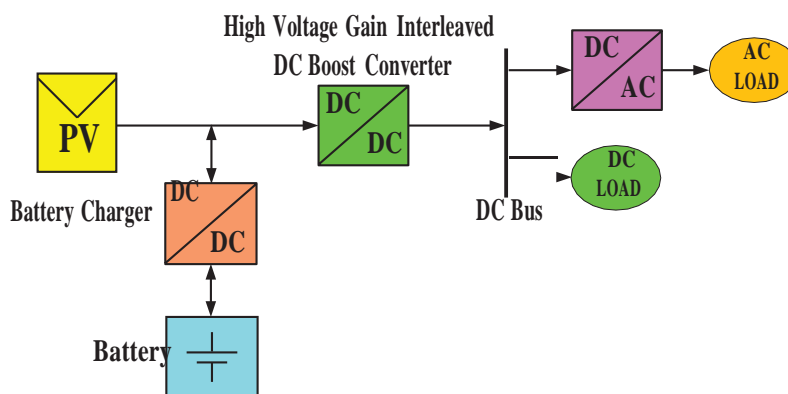 High Voltage Gain Interleaved
DC Boost Converter
PV
DC
DC
DC
AC
AC
LOAD
DC
LOAD
DC Bus
Battery Charger
DC
DC
Battery